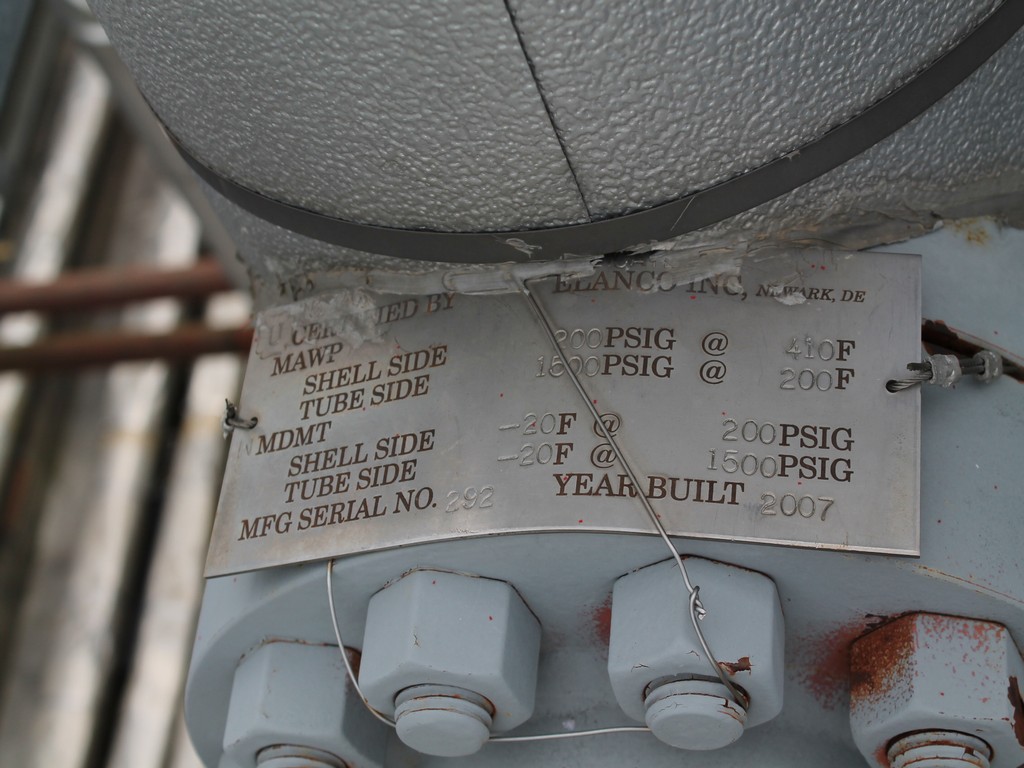 CERTIFIED BY ELANCO INC, NEWARK, DE
MAWP
SHELL SIDE 200PSIG @ 410F
TUBE SIDE 1500PSIG @ 200F
MDMT
SHELL SIDE -20F @ 200PSIG
TUBE SIDE -20F @ 1500PSIG
MFG SERIAL NO. 292 YEAR BUILT 2007